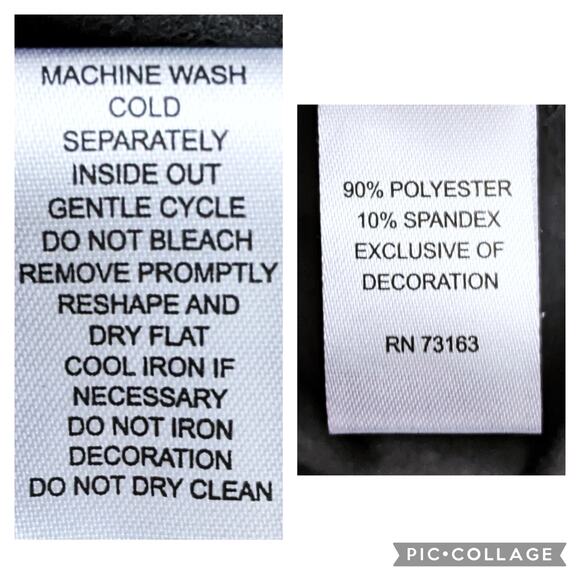 MACHINE WASH
COLD
SEPARATELY
INSIDE OUT
GENTLE CYCLE
DO NOT BLEACH
REMOVE PROMPTLY
RESHAPE AND
DRY FLAT
COOL IRON IF
NECESSARY
DO NOT IRON
DECORATION
DO NOT DRY CLEAN
90% POLYESTER
10% SPANDEX
EXCLUSIVE OF
DECORATION
RN 73163
PIC•COLLAGE